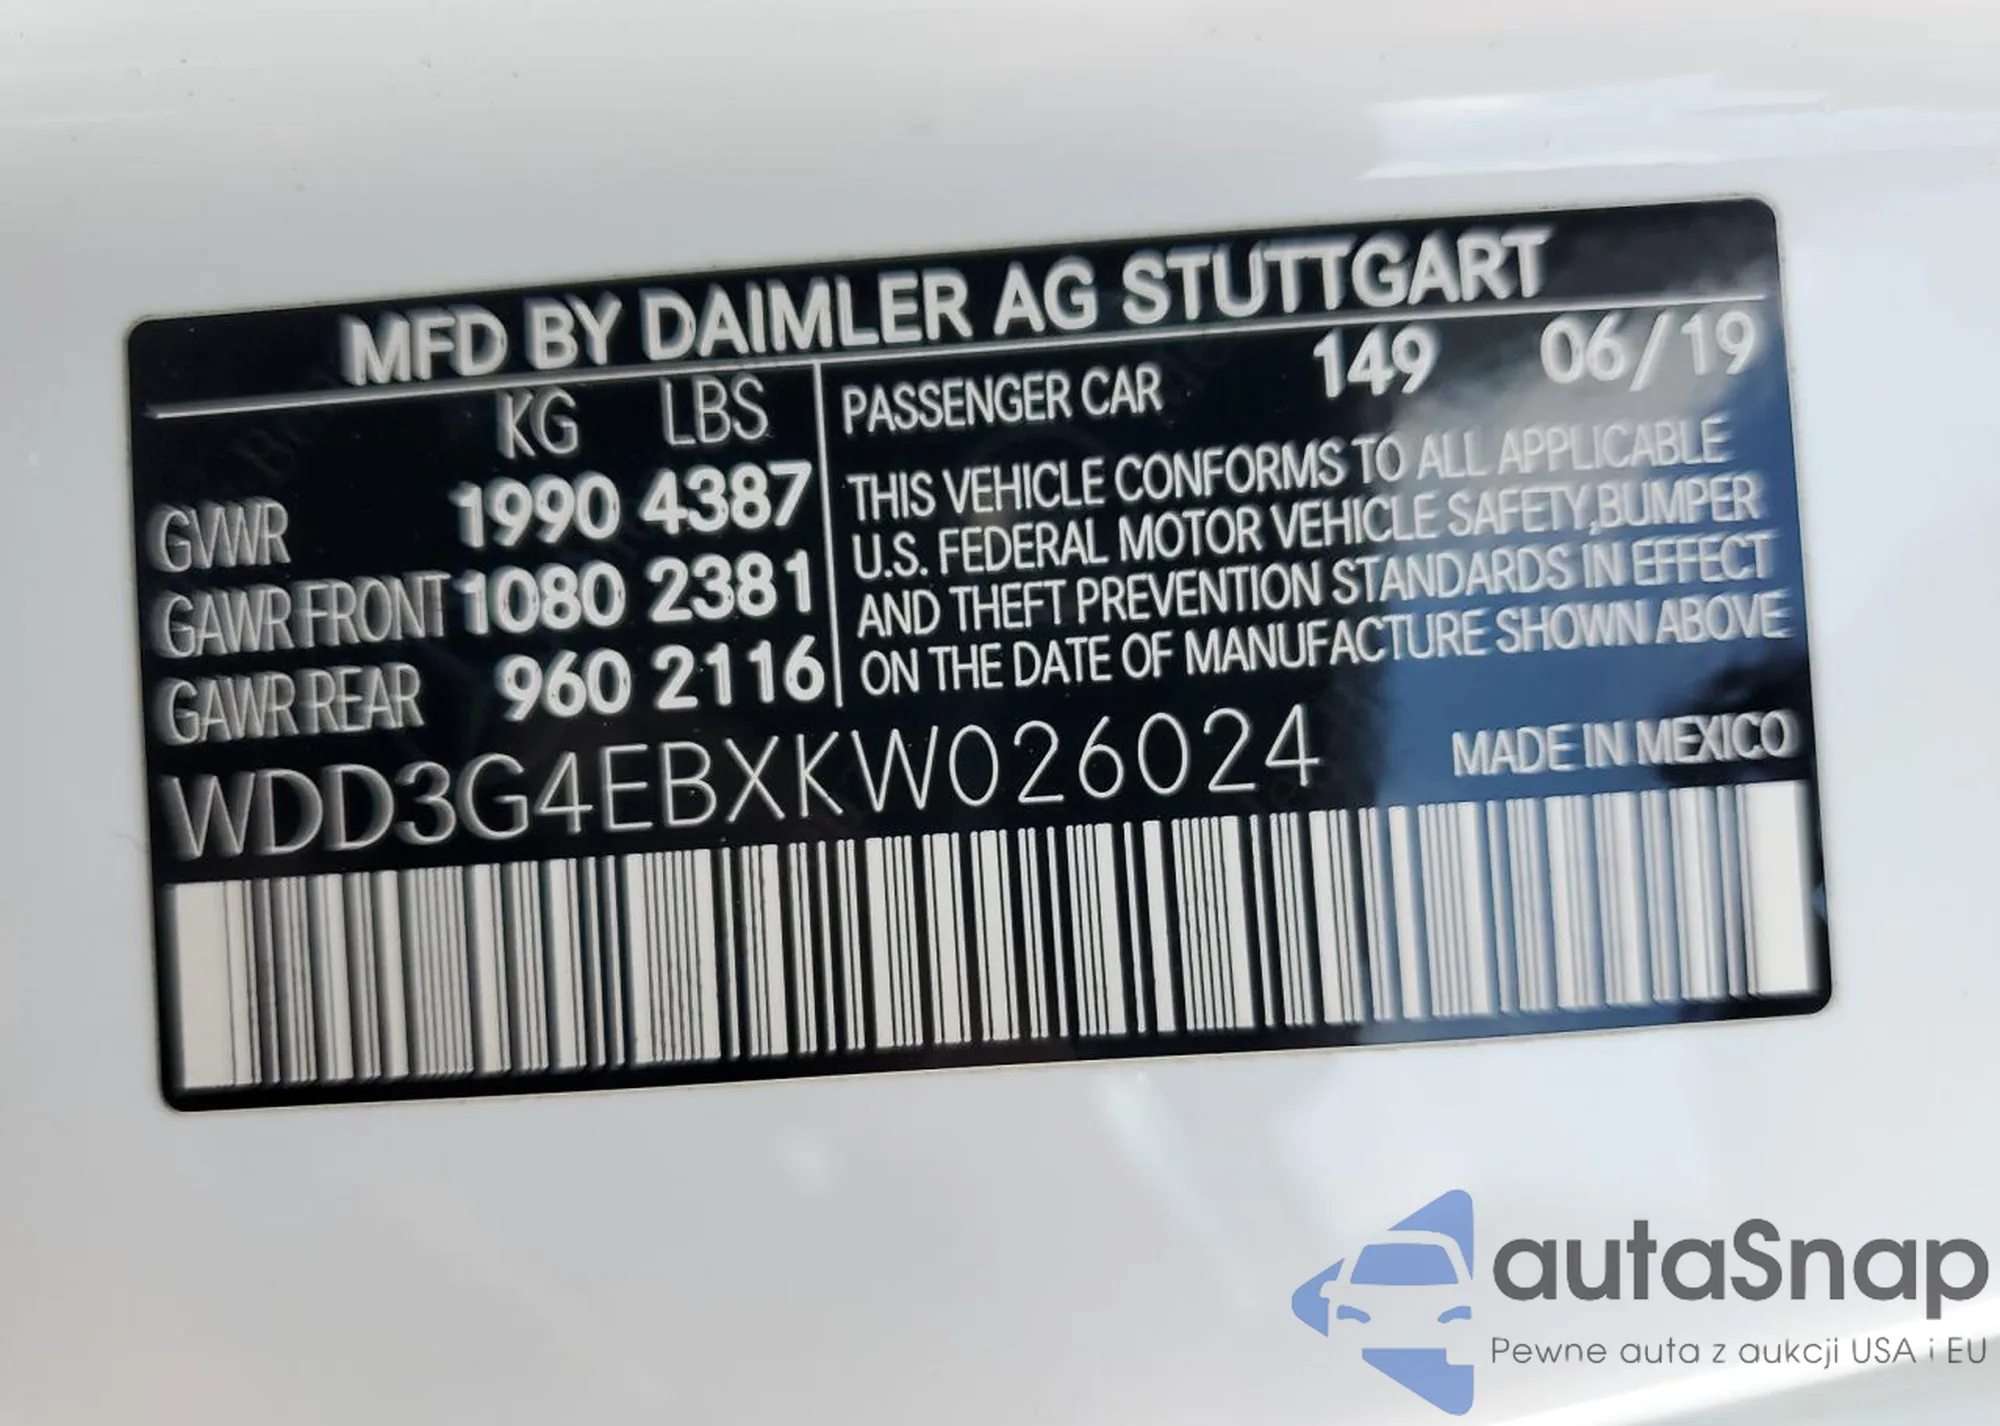 MFD BY DAIMLER AG STUTTGART
KG LBS
GVWR 1990 4387
GAWR FRONT 1080 2381
GAWR REAR 960 2116
PASSENGER CAR 149 06/19
THIS VEHICLE CONFORMS TO ALL APPLICABLE
U.S. FEDERAL MOTOR VEHICLE SAFETY,BUMPER
AND THEFT PREVENTION STANDARDS IN EFFECT
ON THE DATE OF MANUFACTURE SHOWN ABOVE
WDD3G4EBXKW026024 MADE IN MEXICO
autaSnap
Pewne auta z aukcji USA i EU